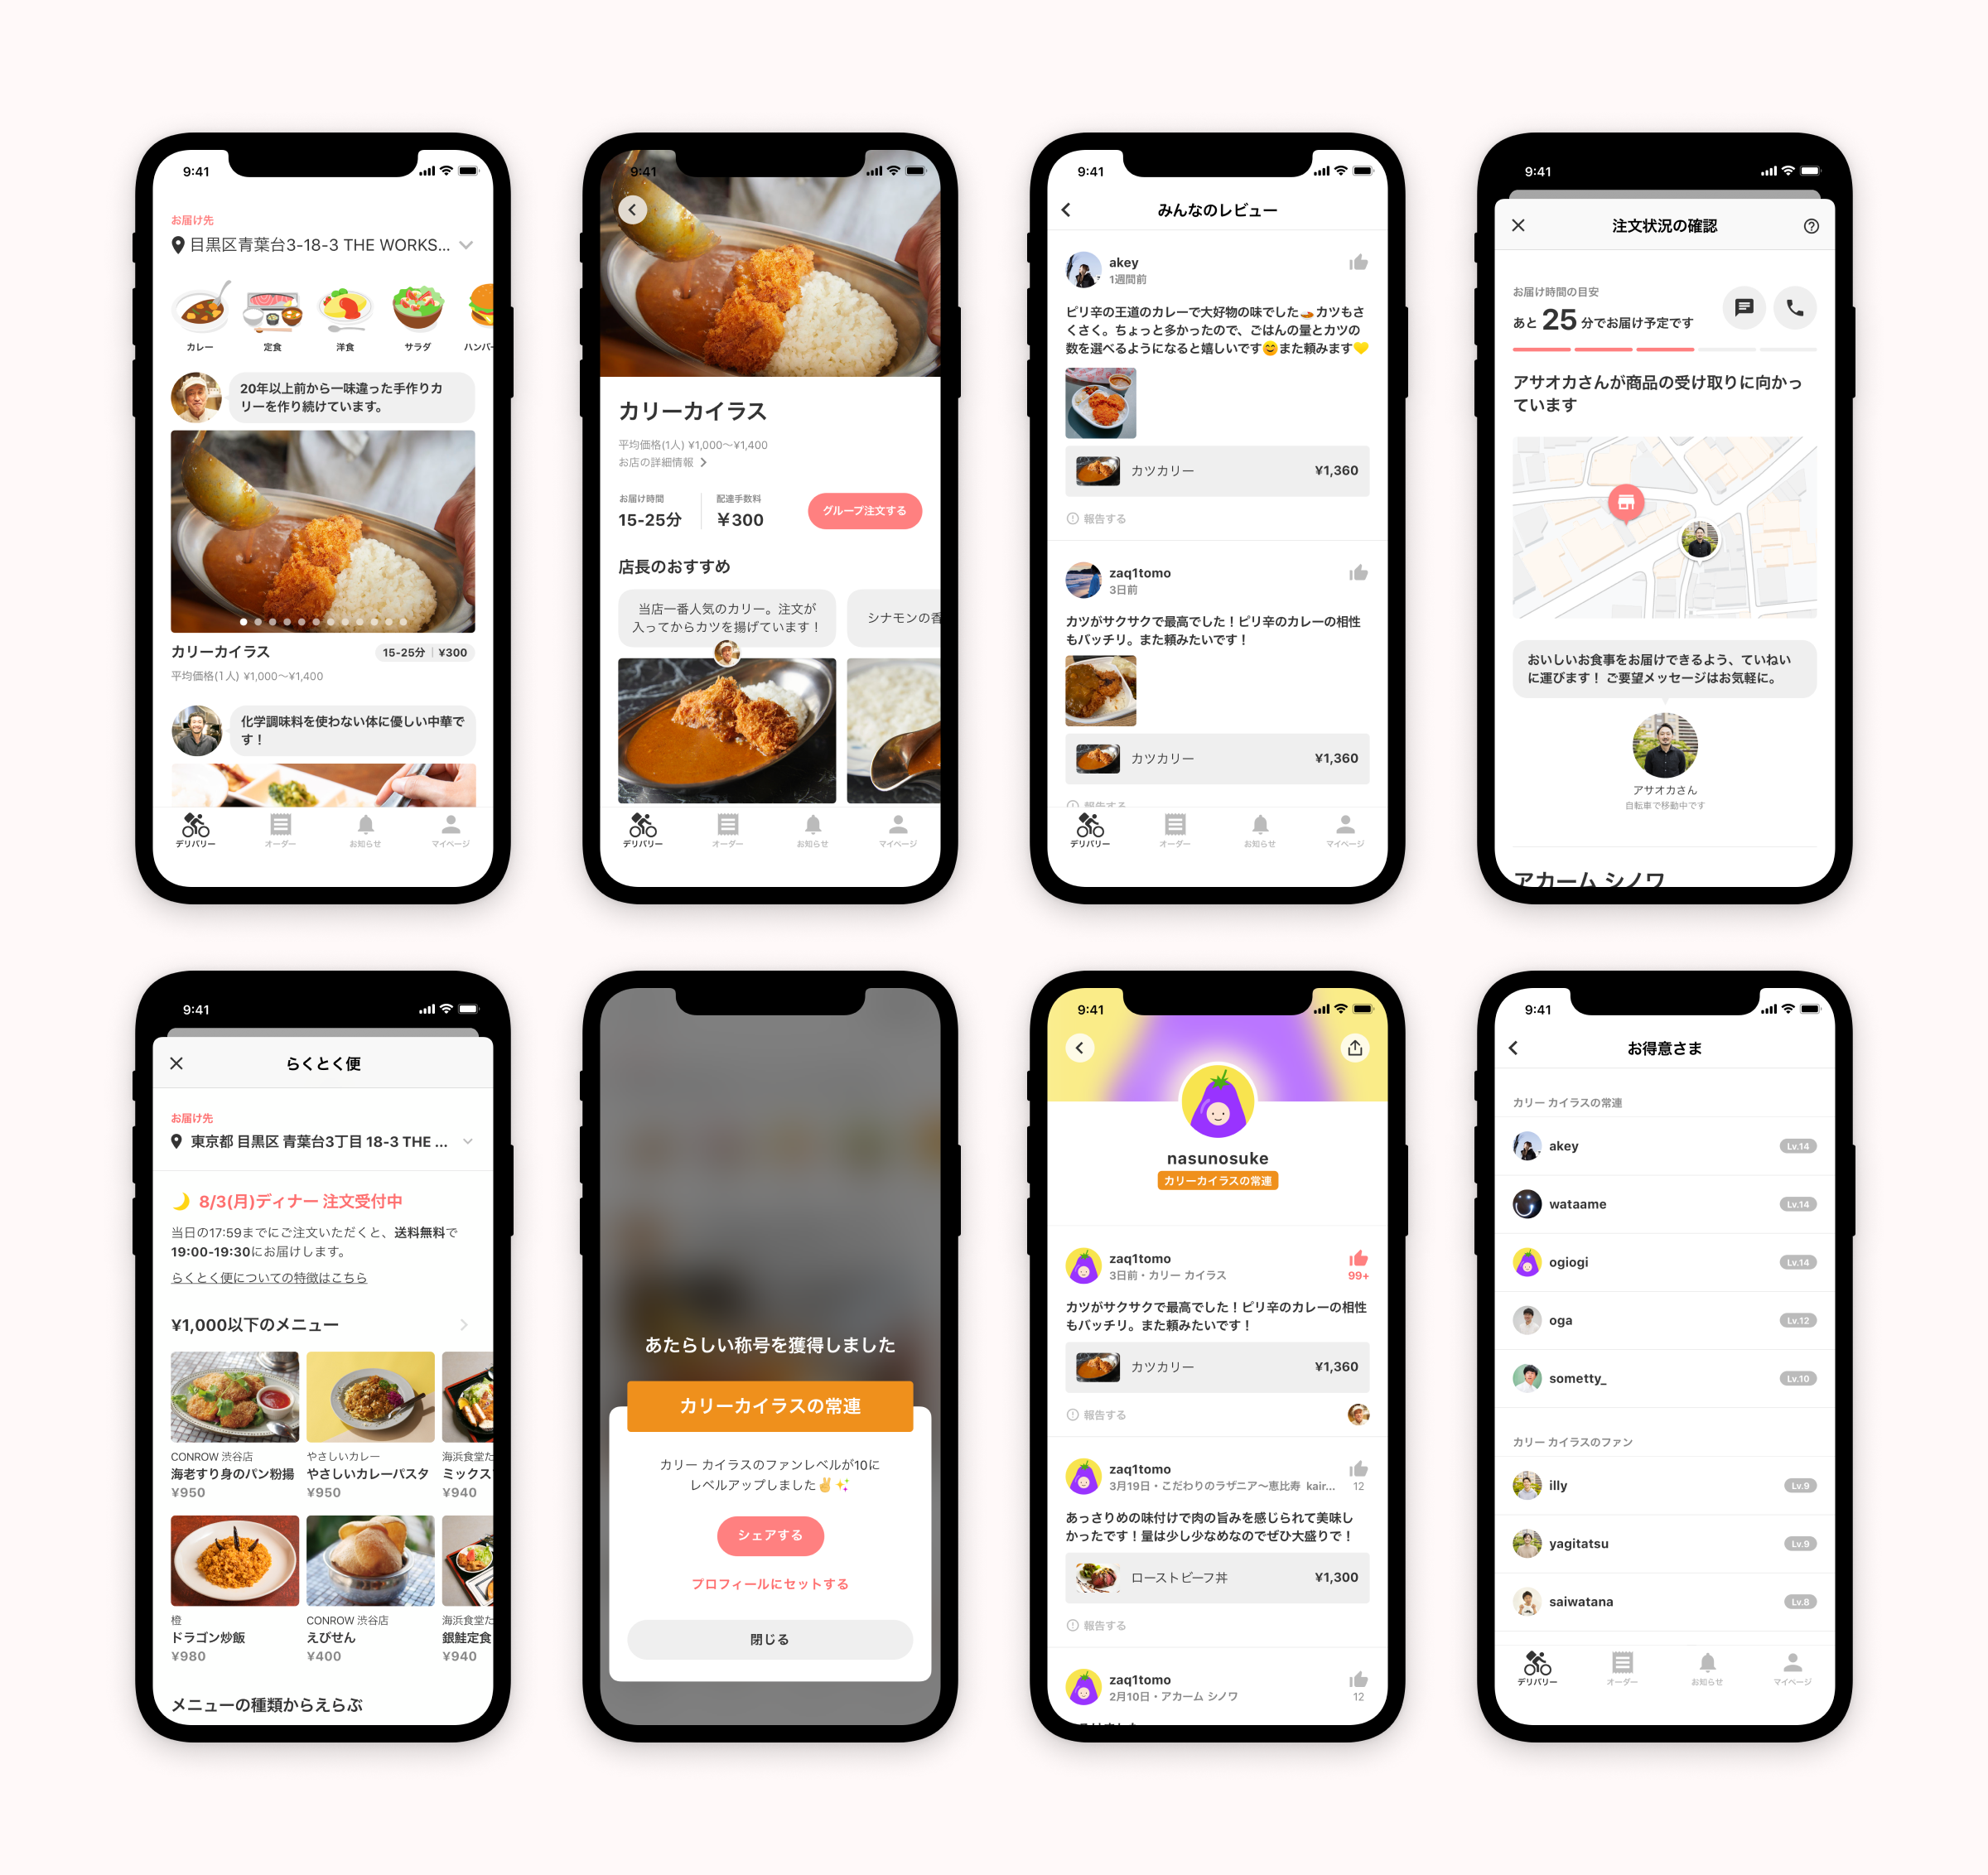 9:41
お届け先
目黒区青葉台3-18-3 THE WORKS...
カレー
定食
洋食
サラダ
ハンバー
20年以上前から一味違った手作りカ
リーを作り続けています。
カリーカイラス
15-25分 ¥300
平均価格(1人) ¥1,000〜¥1,400
化学調味料を使わない体に優しい中華で
す！
デリバリー
オーダー
お知らせ
マイページ
9:41
カリーカイラス
平均価格(1人) ¥1,000〜¥1,400
お店の詳細情報
お届け時間
15-25分
配達手数料
¥300
グループ注文する
店長のおすすめ
当店一番人気のカリー。注文が
入ってからカツを揚げています！
シナモンの香
デリバリー
オーダー
お知らせ
マイページ
9:41
みんなのレビュー
akey
1週間前
ピリ辛の王道のカレーで大好物の味でした🍛カツもさ
くさく。ちょっと多かったので、ごはんの量とカツの
数を選べるようになると嬉しいです😊また頼みます💛
カツカリー ¥1,360
報告する
zaq1tomo
3日前
カツがサクサクで最高でした！ピリ辛のカレーの相性
もバッチリ。また頼みたいです！
カツカリー ¥1,360
報告する
デリバリー
オーダー
お知らせ
マイページ
9:41
注文状況の確認
お届け時間の目安
あと 25 分でお届け予定です
アサオカさんが商品の受け取りに向かっ
ています
おいしいお食事をお届けできるよう、ていねい
に運びます！ ご要望メッセージはお気軽に。
アサオカさん
自転車で移動中です
アカーム シノワ
9:41
らくとく便
お届け先
東京都 目黒区 青葉台3丁目 18-3 THE ...
🌙 8/3(月)ディナー 注文受付中
当日の17:59までにご注文いただくと、送料無料で
19:00-19:30にお届けします。
らくとく便についての特徴はこちら
¥1,000以下のメニュー
CONROW 渋谷店
海老すり身のパン粉揚
¥950
やさしいカレー
やさしいカレーパスタ
¥950
海浜食堂た
ミックス
¥940
橙
ドラゴン炒飯
¥980
CONROW 渋谷店
えびせん
¥400
海浜食堂た
銀鮭定食
¥940
メニューの種類からえらぶ
あたらしい称号を獲得しました
カリーカイラスの常連
カリー カイラスのファンレベルが10に
レベルアップしました✌️✨
シェアする
プロフィールにセットする
閉じる
9:41
nasunosuke
カリーカイラスの常連
zaq1tomo
3日前・カリー カイラス
99+
カツがサクサクで最高でした！ピリ辛のカレーの相性
もバッチリ。また頼みたいです！
カツカリー ¥1,360
報告する
zaq1tomo
3月19日・こだわりのラザニア〜恵比寿 kair...
12
あっさりめの味付けで肉の旨みを感じられて美味し
かったです！量は少し少なめなのでぜひ大盛りで！
ローストビーフ丼 ¥1,300
報告する
zaq1tomo
2月10日・アカーム シノワ
12
9:41
お得意さま
カリー カイラスの常連
akey Lv.14
wataame Lv.14
ogiogi Lv.14
oga Lv.12
sometty_ Lv.10
カリー カイラスのファン
illy Lv.9
yagitatsu Lv.9
saiwatana Lv.8
デリバリー
オーダー
お知らせ
マイページ